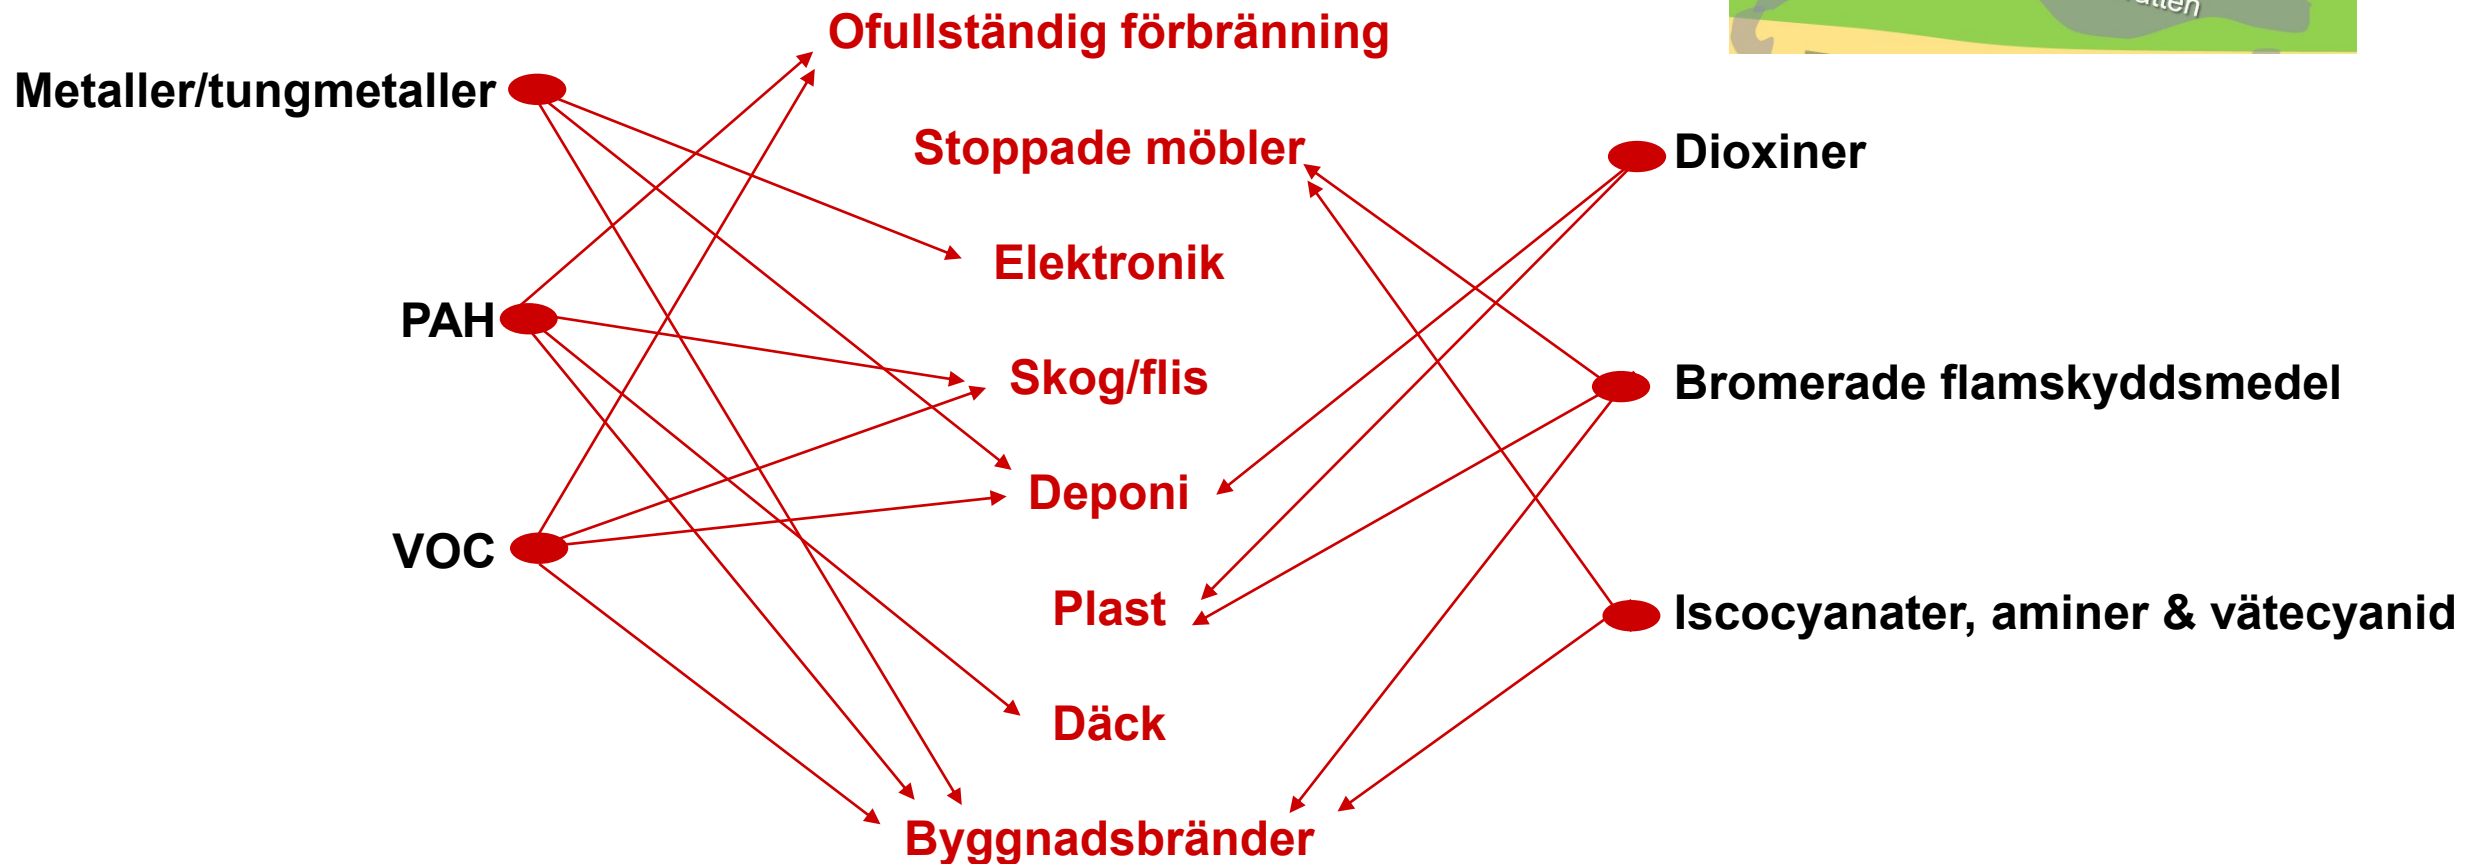 Ofullständig förbränning
Metaller/tungmetaller
Stoppade möbler
Dioxiner
Elektronik
PAH
Skog/flis
Bromerade flamskyddsmedel
Deponi
VOC
Plast
Iscocyanater, aminer & vätecyanid
Däck
Byggnadsbränder